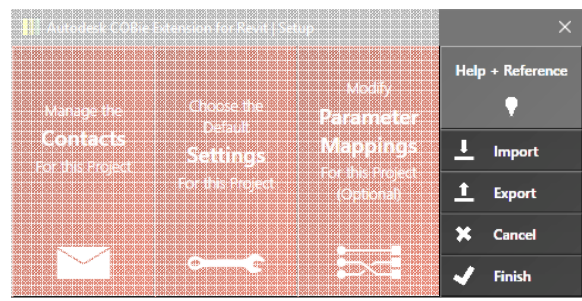 Autodesk COBie Extension for Revit | Setup
Manage the
Contacts
For this Project
Choose the
Default
Settings
For this Project
Modify
Parameter
Mappings
For this Project
(Optional)
Help + Reference
Import
Export
Cancel
Finish